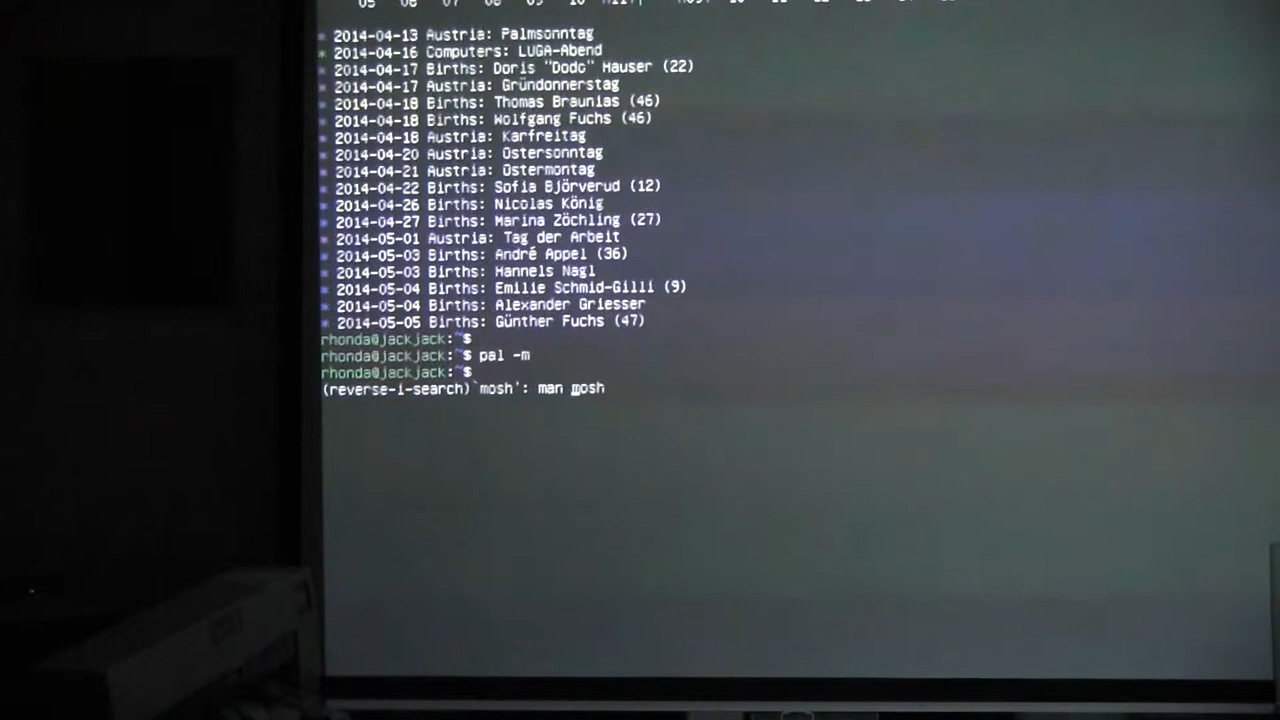 05 06 07 08 09 10
* 2014-04-13 Austria: Palmsonntag
* 2014-04-16 Computers: LUGA-Abend
* 2014-04-17 Births: Doris "Dodo" Hauser (22)
* 2014-04-17 Austria: Gründonnerstag
* 2014-04-18 Births: Thomas Braunias (46)
* 2014-04-18 Births: Wolfgang Fuchs (46)
* 2014-04-18 Austria: Karfreitag
* 2014-04-20 Austria: Ostersonntag
* 2014-04-21 Austria: Ostermontag
* 2014-04-22 Births: Sofia Björverud (12)
* 2014-04-26 Births: Nicolas König
* 2014-04-27 Births: Marina Zöchling (27)
* 2014-05-01 Austria: Tag der Arbeit
* 2014-05-03 Births: André Appel (36)
* 2014-05-03 Births: Hannels Nagl
* 2014-05-04 Births: Emilie Schmid-Gilli (9)
* 2014-05-04 Births: Alexander Griesser
* 2014-05-05 Births: Günther Fuchs (47)
rhonda@jackjack:~$
rhonda@jackjack:~$ pal -m
rhonda@jackjack:~$
(reverse-i-search)`mosh': man mosh